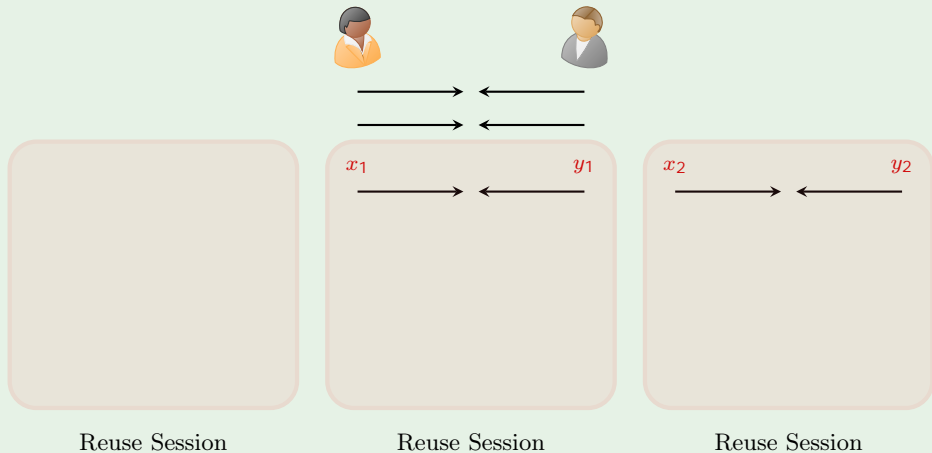 x₁ y₁ x₂ y₂
Reuse Session Reuse Session Reuse Session